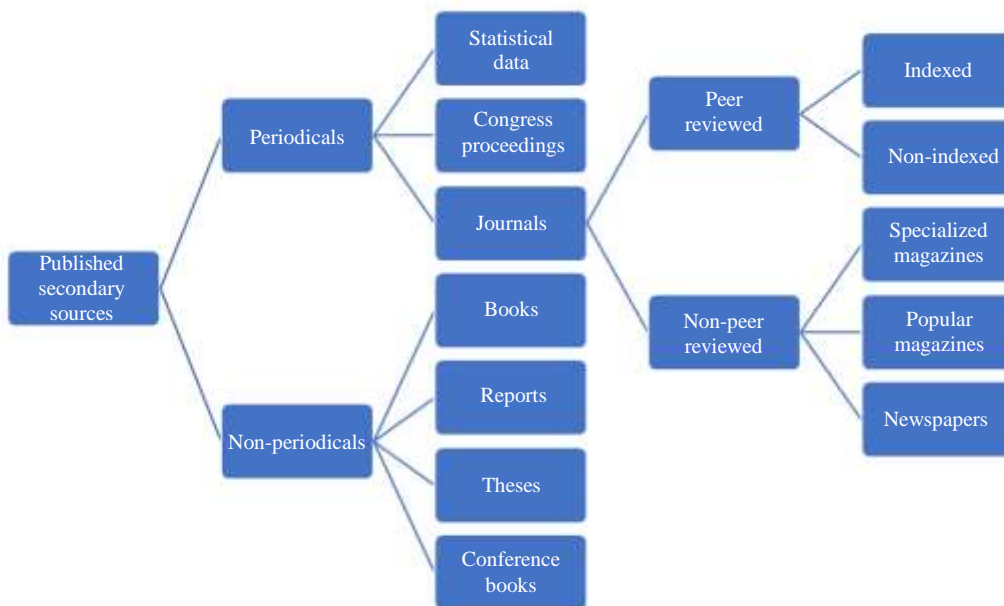 Statistical
data
Indexed
Peer
reviewed
Periodicals
Congress
proceedings
Non-indexed
Journals
Specialized
magazines
Published
secondary
sources
Books
Non-peer
reviewed
Popular
magazines
Reports
Non-periodicals
Newspapers
Theses
Conference
books